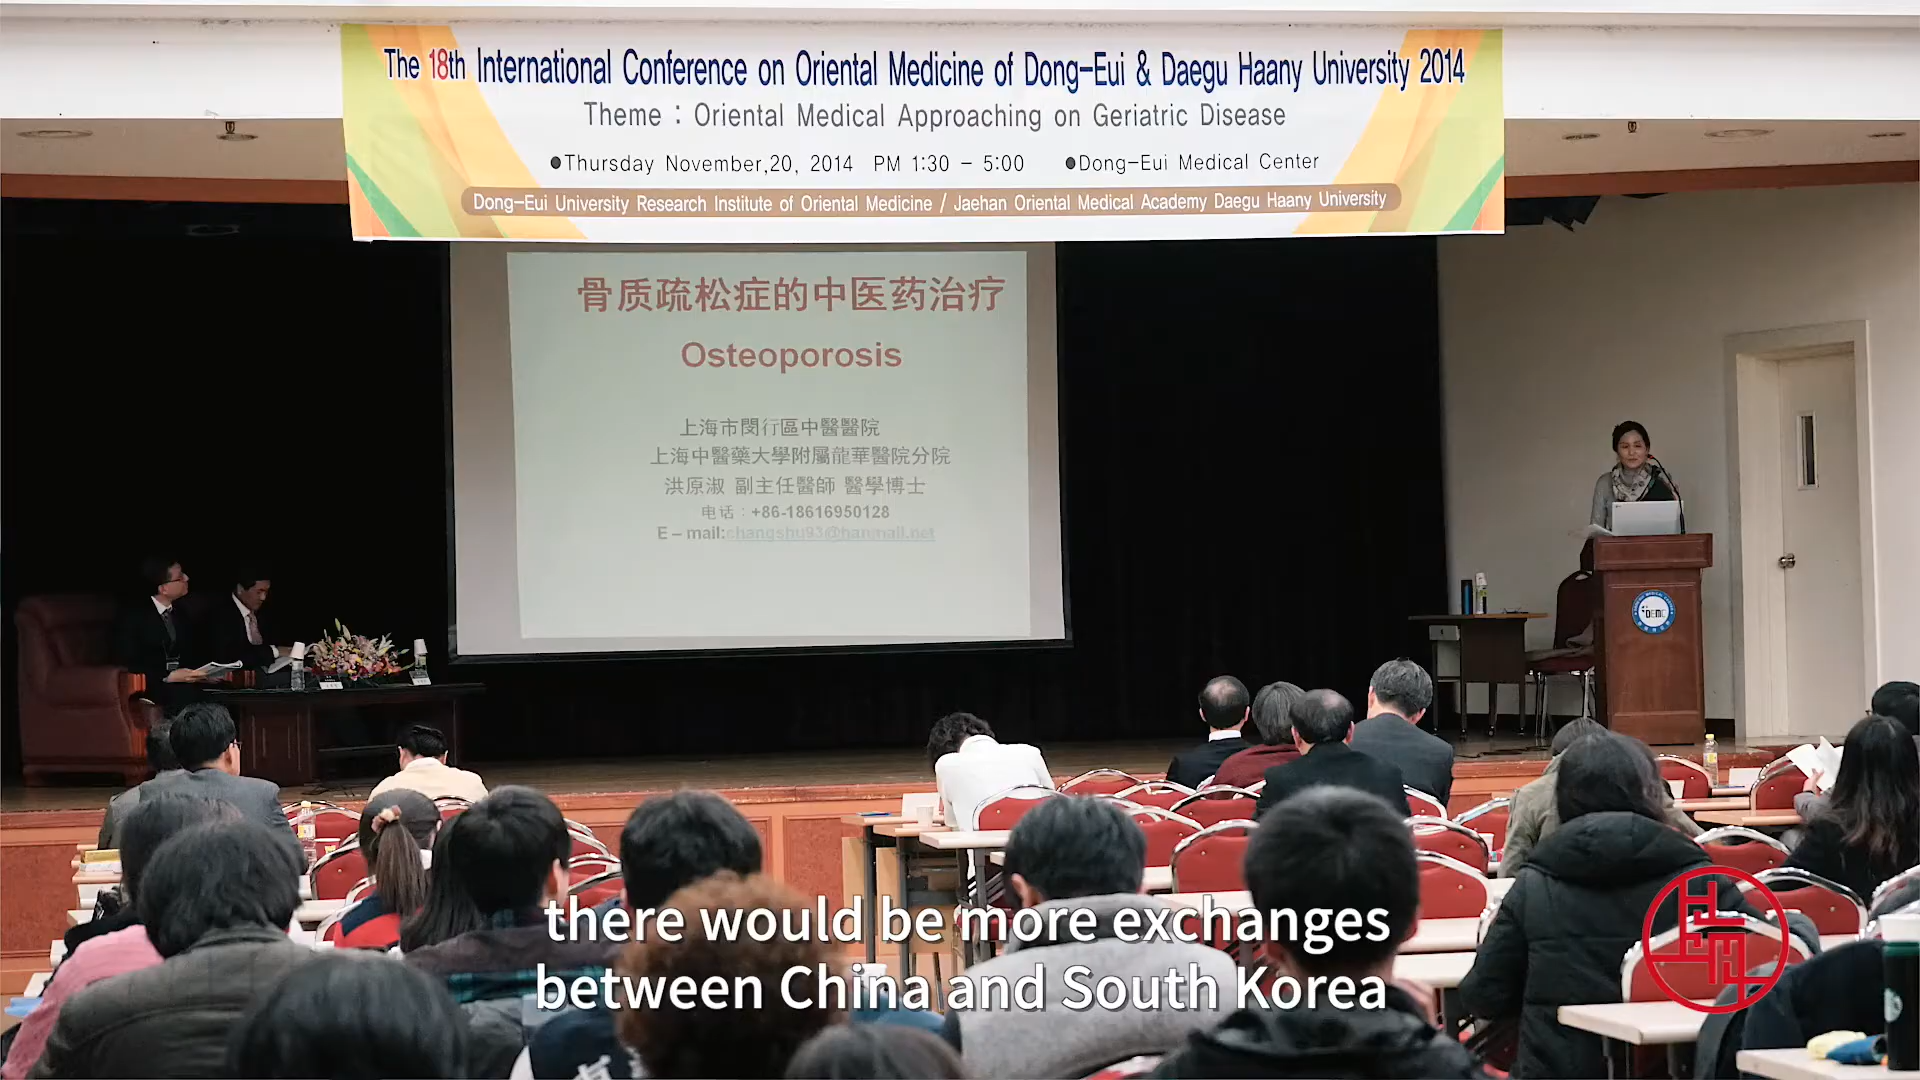 The 18th International Conference on Oriental Medicine of Dong-Eui & Daegu Haany University 2014
Theme : Oriental Medical Approaching on Geriatric Disease
●Thursday November,20, 2014 PM 1:30 - 5:00 ●Dong-Eui Medical Center
Dong-Eui University Research Institute of Oriental Medicine / Jaehan Oriental Medical Academy Daegu Haany University
骨质疏松症的中医药治疗
Osteoporosis
上海市閔行區中醫醫院
上海中醫藥大學附屬龍華醫院分院
洪原淑 副主任醫師 醫學博士
电话：+86-18616950128
E – mail:changshu93@hanmail.net
DEMC
there would be more exchanges
between China and South Korea